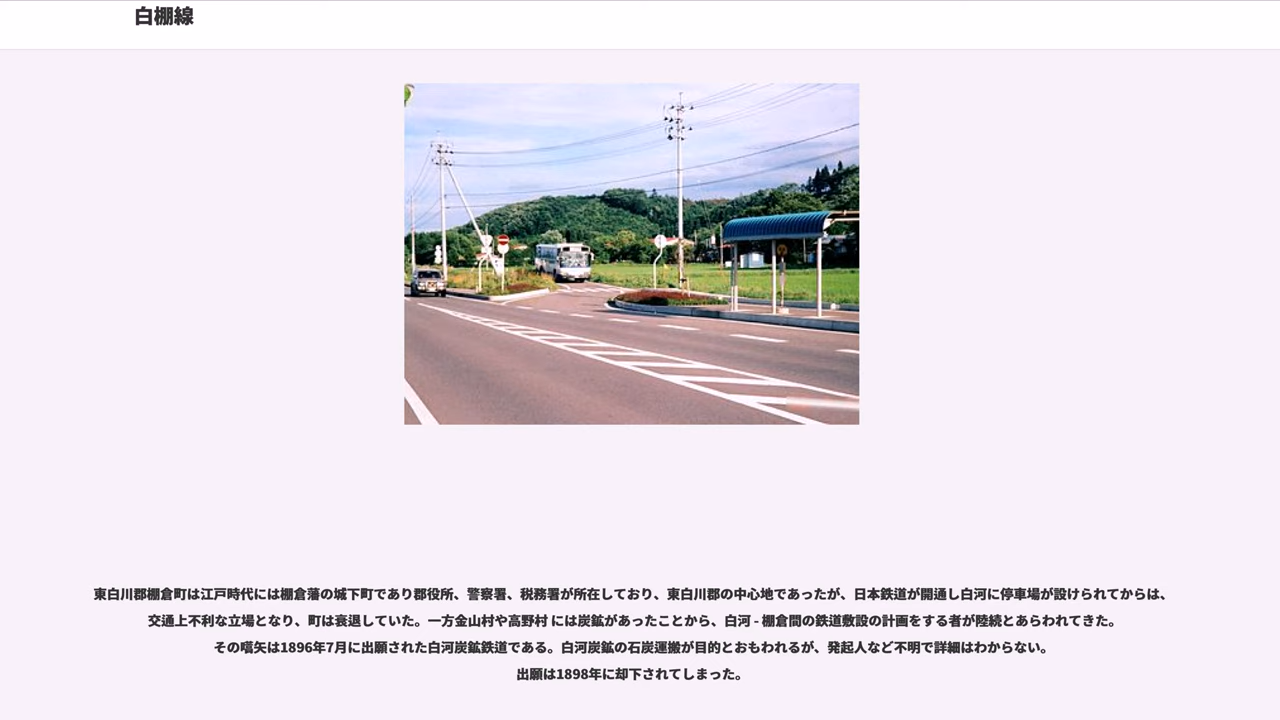 白棚線
東白川郡棚倉町は江戸時代には棚倉藩の城下町であり郡役所、警察署、税務署が所在しており、東白川郡の中心地であったが、日本鉄道が開通し白河に停車場が設けられてからは、
交通上不利な立場となり、町は衰退していた。一方金山村や高野村 には炭鉱があったことから、白河 - 棚倉間の鉄道敷設の計画をする者が陸続とあらわれてきた。
その嚆矢は1896年7月に出願された白河炭鉱鉄道である。白河炭鉱の石炭運搬が目的とおもわれるが、発起人など不明で詳細はわからない。
出願は1898年に却下されてしまった。